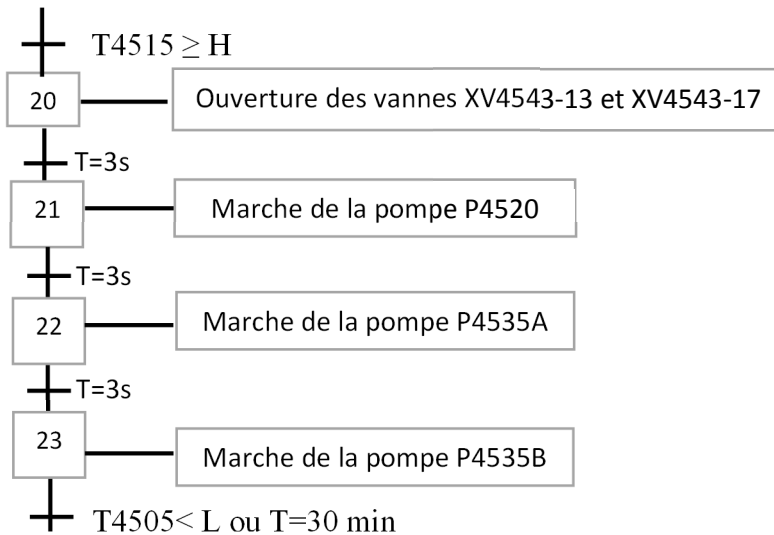 T4515 ≥ H
20
Ouverture des vannes XV4543-13 et XV4543-17
T=3s
21
Marche de la pompe P4520
T=3s
22
Marche de la pompe P4535A
T=3s
23
Marche de la pompe P4535B
T4505< L ou T=30 min